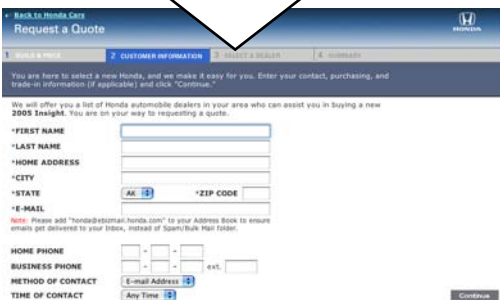 Back to Honda Cars
Request a Quote
HONDA
1 BUILD & PRICE 2 CUSTOMER INFORMATION 3 SELECT A DEALER 4 SUMMARY
You are here to select a new Honda, and we make it easy for you. Enter your contact, purchasing, and
trade-in information (if applicable) and click "Continue."
We will offer you a list of Honda automobile dealers in your area who can assist you in buying a new
2005 Insight. You are on your way to requesting a quote.
*FIRST NAME
*LAST NAME
*HOME ADDRESS
*CITY
*STATE AK *ZIP CODE
*E-MAIL
Note: Please add "honda@ebizmail.honda.com" to your Address Book to ensure
emails get delivered to your Inbox, instead of Spam/Bulk Mail folder.
HOME PHONE - -
BUSINESS PHONE - - ext.
METHOD OF CONTACT E-mail Address
TIME OF CONTACT Any Time
Continue